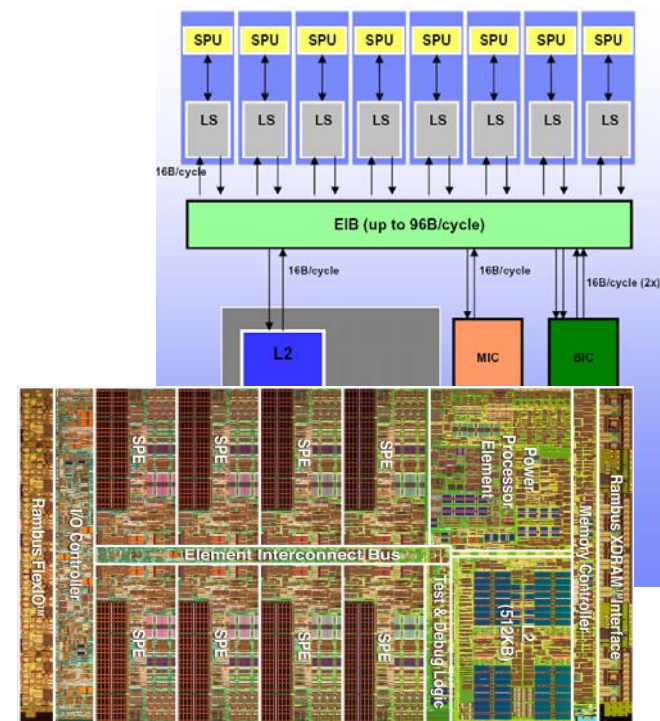 SPU SPU SPU SPU SPU SPU SPU SPU
LS LS LS LS LS LS LS LS
16B/cycle
EIB (up to 96B/cycle)
16B/cycle 16B/cycle 16B/cycle (2x)
L2 MIC BIC
Rambus FlexIO™
I/O Controller
SPE SPE SPE SPE
Power Processor Element
Element Interconnect Bus
SPE SPE SPE SPE
Test & Debug Logic
L2
(512KB)
Memory Controller
Rambus XDRAM™ Interface